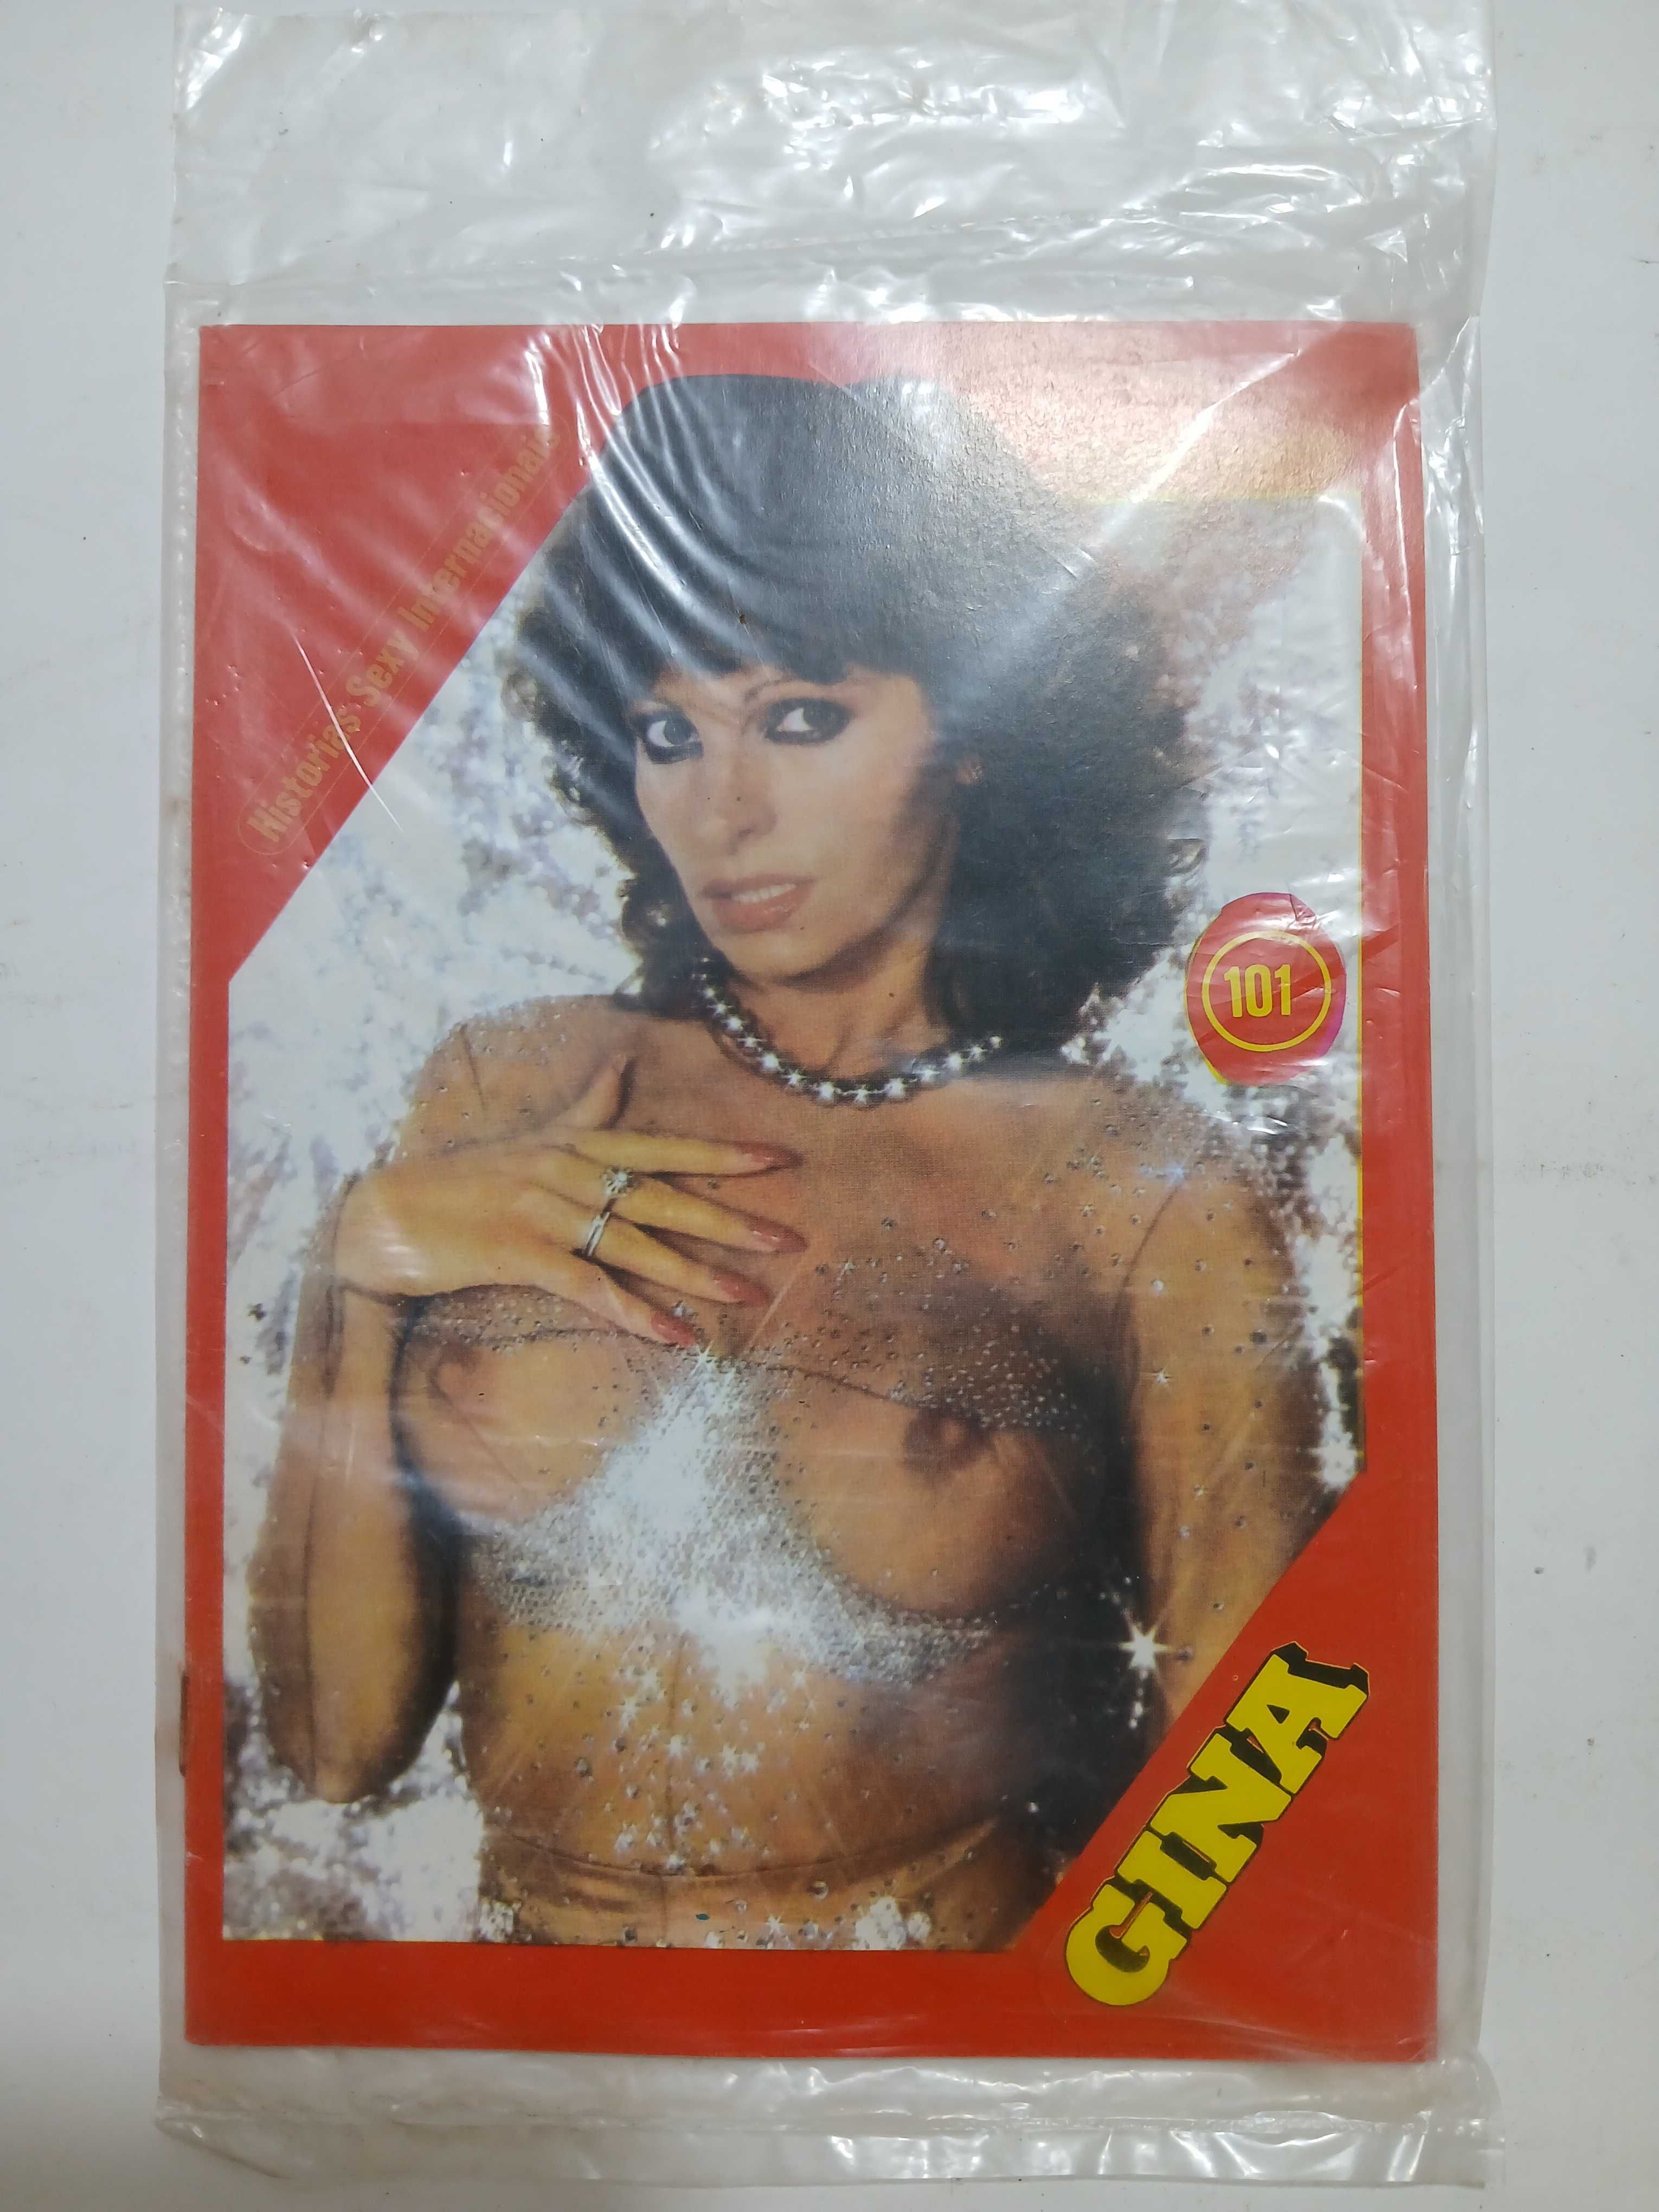 Historias Sexy Internacionais
101
GINA